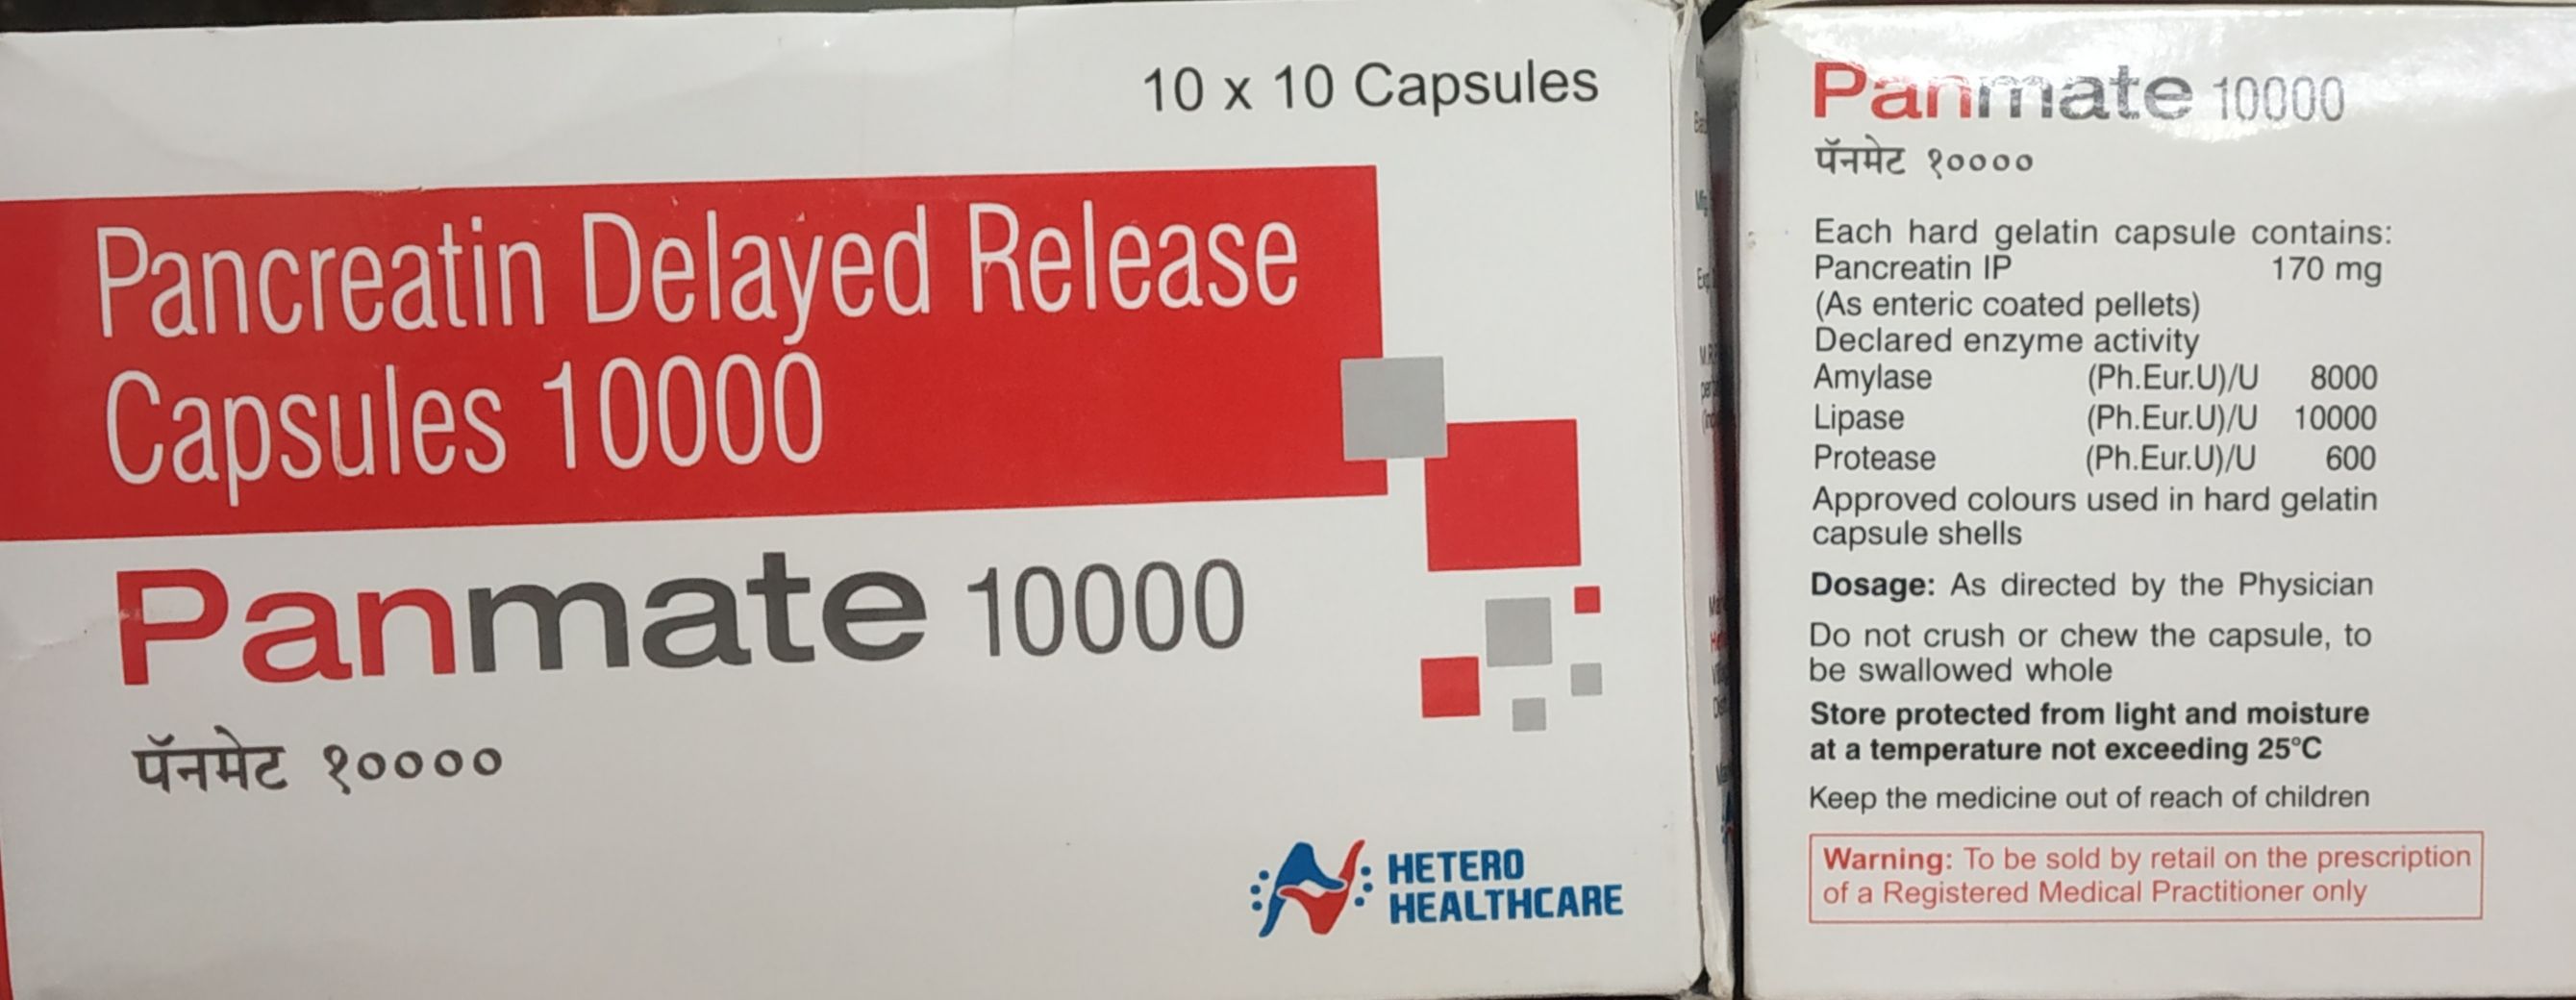 10 x 10 Capsules
Pancreatin Delayed Release
Capsules 10000
Panmate 10000
पॅनमेट १००००
HETERO
HEALTHCARE
Panmate 10000
पॅनमेट १००००
Each hard gelatin capsule contains:
Pancreatin IP 170 mg
(As enteric coated pellets)
Declared enzyme activity
Amylase (Ph.Eur.U)/U 8000
Lipase (Ph.Eur.U)/U 10000
Protease (Ph.Eur.U)/U 600
Approved colours used in hard gelatin
capsule shells
Dosage: As directed by the Physician
Do not crush or chew the capsule, to
be swallowed whole
Store protected from light and moisture
at a temperature not exceeding 25°C
Keep the medicine out of reach of children
Warning: To be sold by retail on the prescription
of a Registered Medical Practitioner only